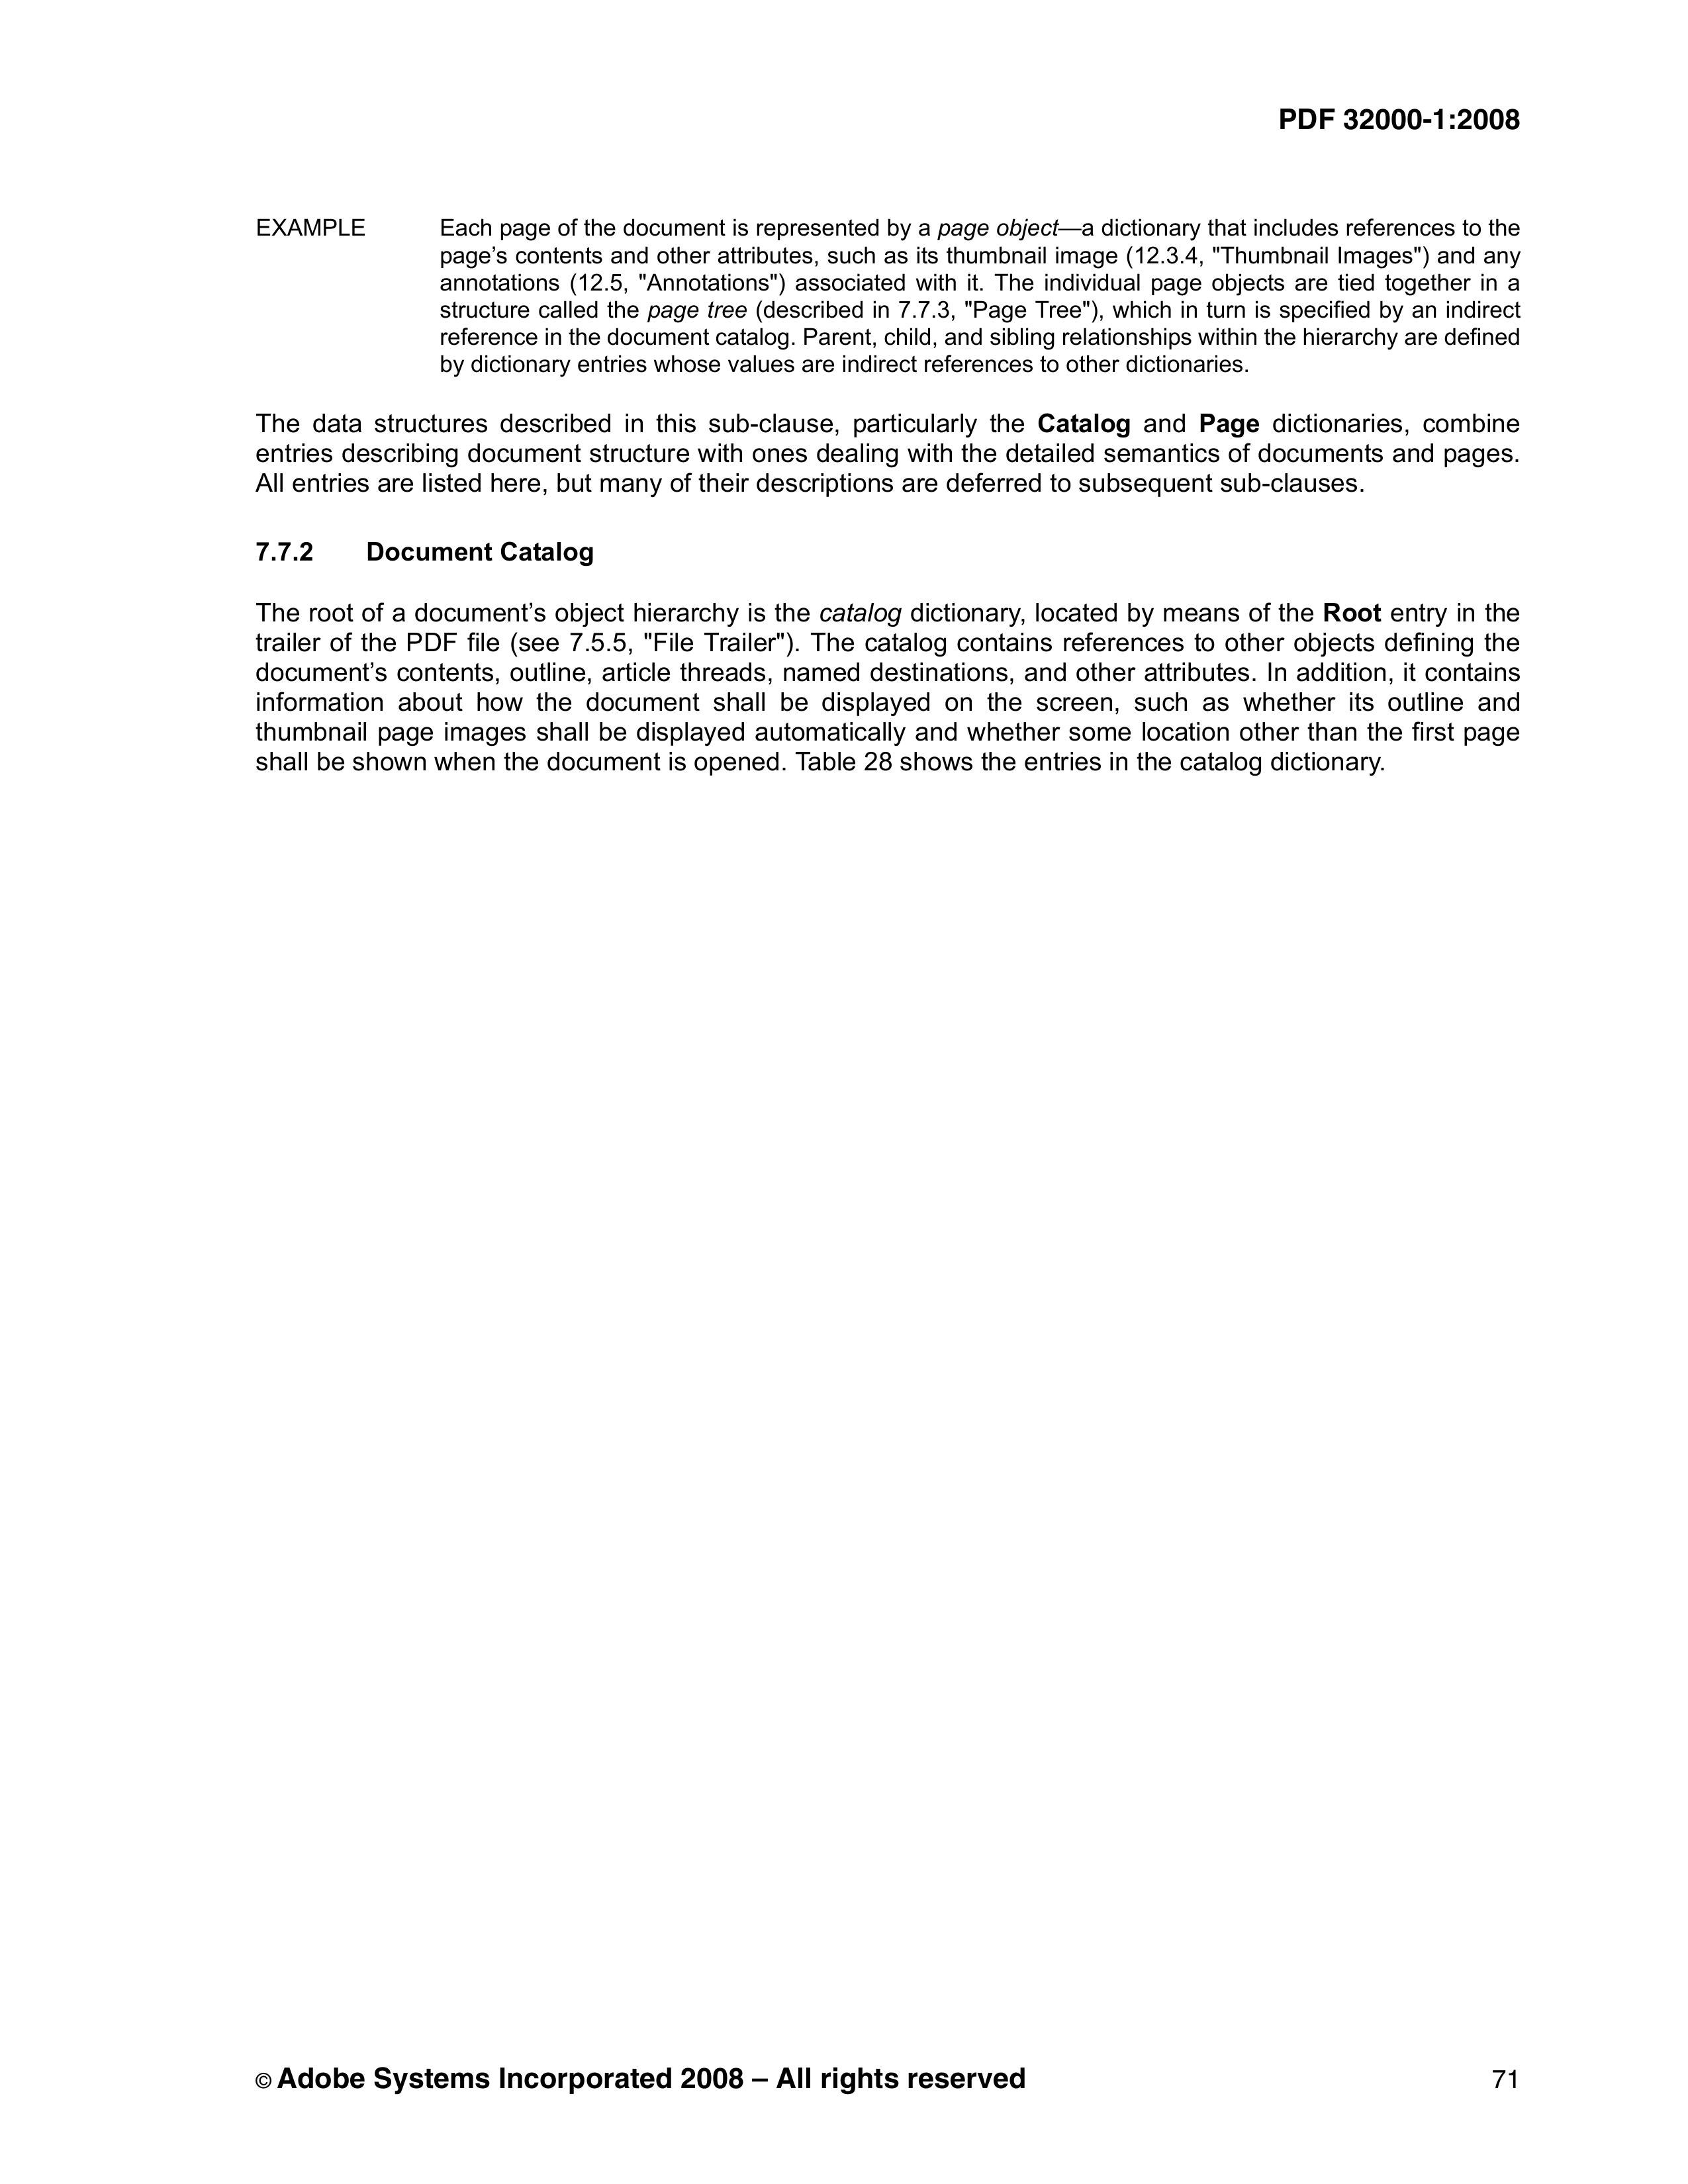 PDF 32000-1:2008
EXAMPLE Each page of the document is represented by a page object—a dictionary that includes references to the
page’s contents and other attributes, such as its thumbnail image (12.3.4, "Thumbnail Images") and any
annotations (12.5, "Annotations") associated with it. The individual page objects are tied together in a
structure called the page tree (described in 7.7.3, "Page Tree"), which in turn is specified by an indirect
reference in the document catalog. Parent, child, and sibling relationships within the hierarchy are defined
by dictionary entries whose values are indirect references to other dictionaries.
The data structures described in this sub-clause, particularly the Catalog and Page dictionaries, combine
entries describing document structure with ones dealing with the detailed semantics of documents and pages.
All entries are listed here, but many of their descriptions are deferred to subsequent sub-clauses.
7.7.2 Document Catalog
The root of a document’s object hierarchy is the catalog dictionary, located by means of the Root entry in the
trailer of the PDF file (see 7.5.5, "File Trailer"). The catalog contains references to other objects defining the
document’s contents, outline, article threads, named destinations, and other attributes. In addition, it contains
information about how the document shall be displayed on the screen, such as whether its outline and
thumbnail page images shall be displayed automatically and whether some location other than the first page
shall be shown when the document is opened. Table 28 shows the entries in the catalog dictionary.
© Adobe Systems Incorporated 2008 – All rights reserved 71